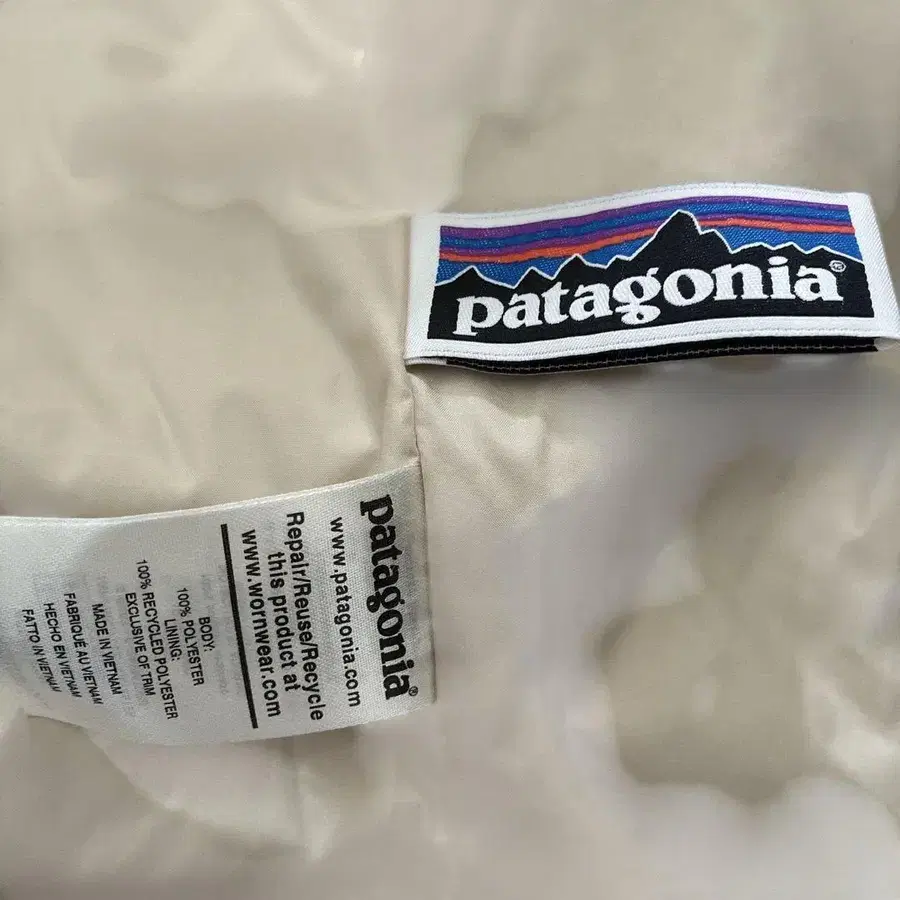 patagonia®
patagonia®
www.patagonia.com
Repair/Reuse/Recycle
this product at
www.wornwear.com
BODY:
100% POLYESTER
LINING:
100% RECYCLED POLYESTER
EXCLUSIVE OF TRIM
MADE IN VIETNAM
FABRIQUÉ AU VIETNAM
HECHO EN VIETNAM
FATTO IN VIETNAM